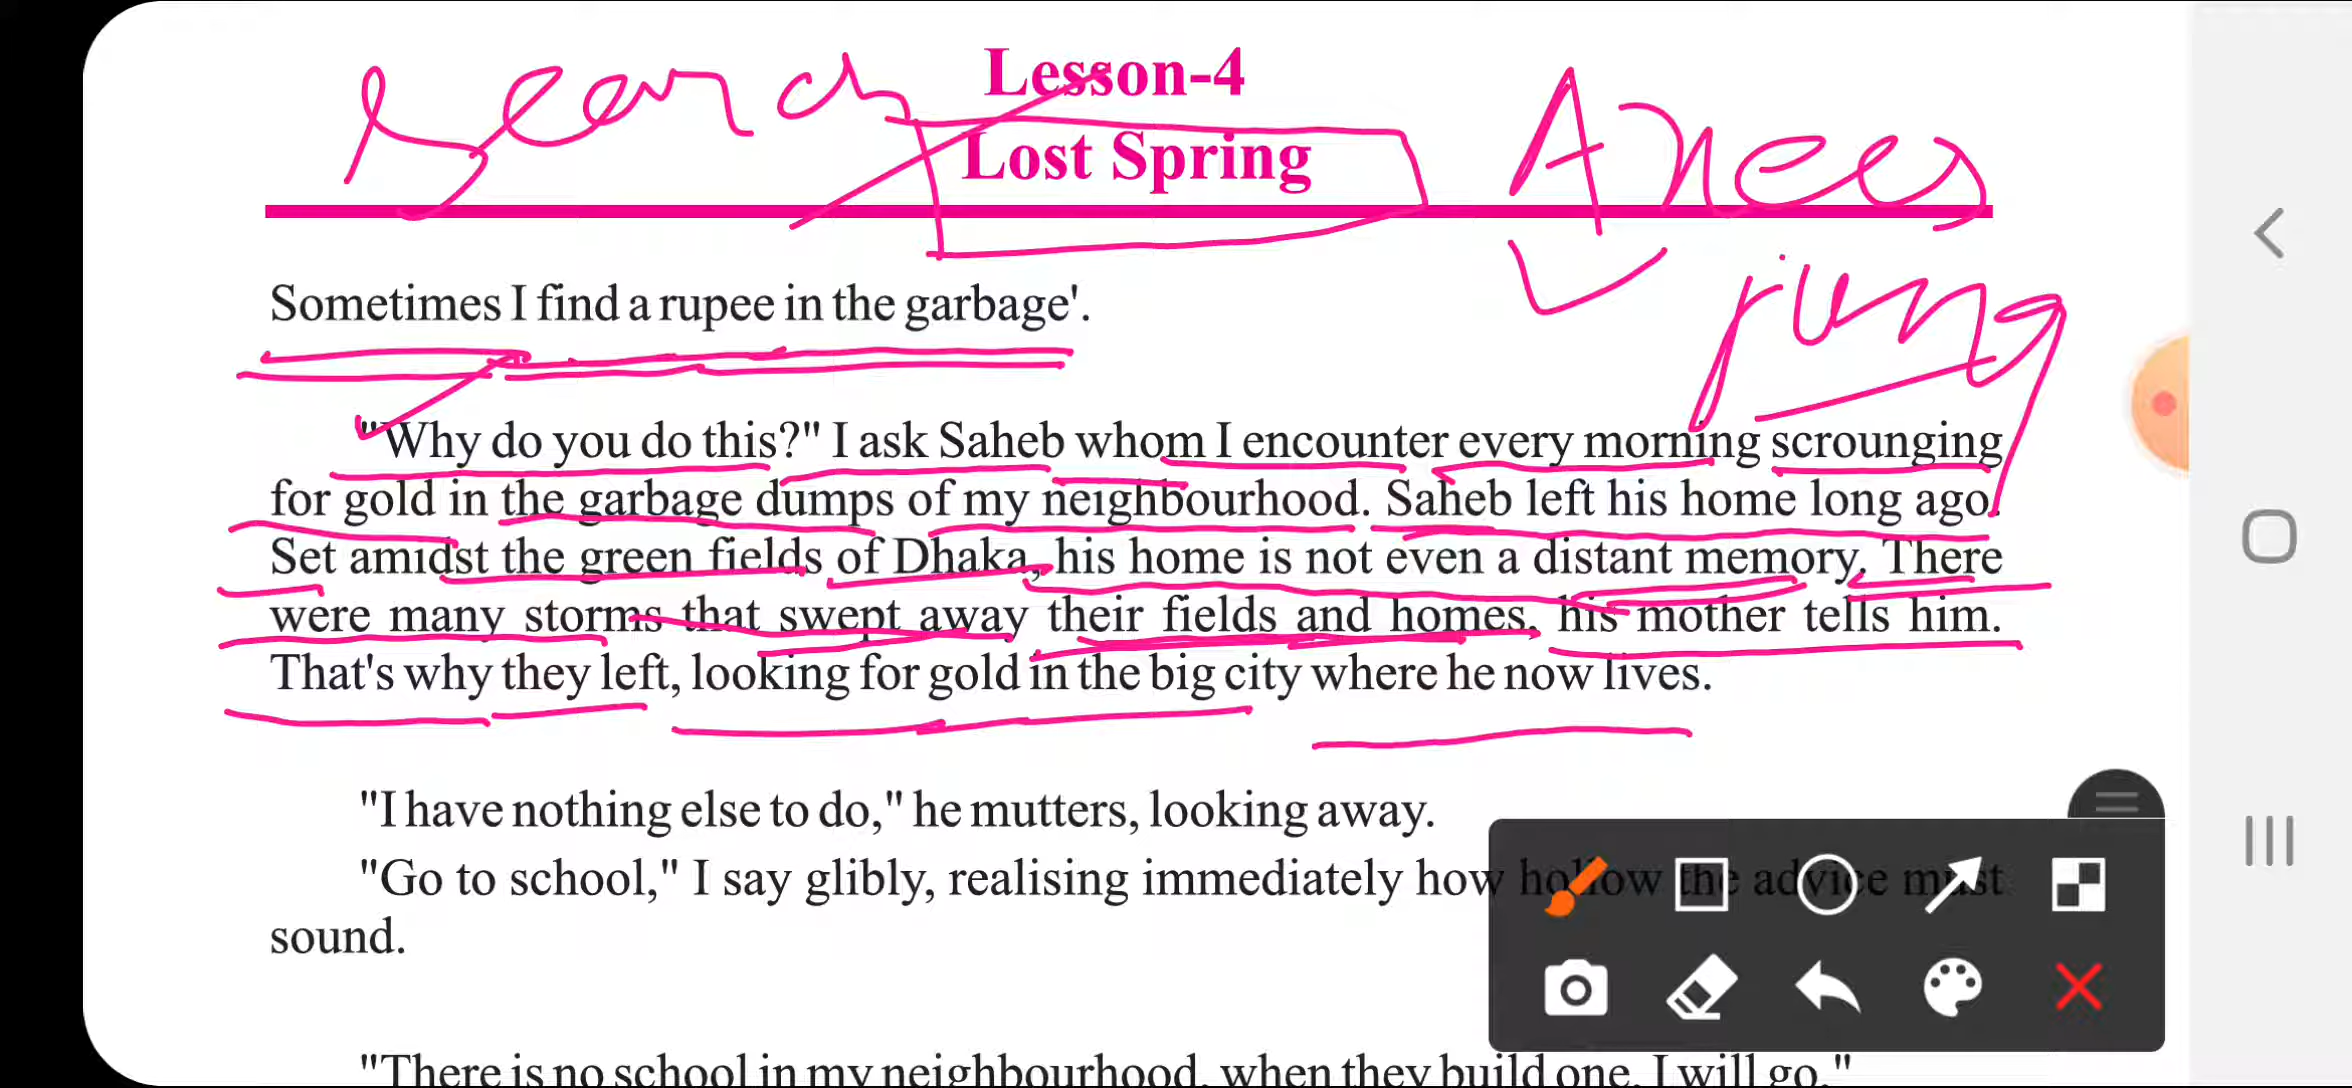 Search
Lesson-4
Lost Spring
Anees
jung
Sometimes I find a rupee in the garbage'.
"Why do you do this?" I ask Saheb whom I encounter every morning scrounging
for gold in the garbage dumps of my neighbourhood. Saheb left his home long ago.
Set amidst the green fields of Dhaka, his home is not even a distant memory. There
were many storms that swept away their fields and homes, his mother tells him.
That's why they left, looking for gold in the big city where he now lives.
"I have nothing else to do," he mutters, looking away.
"Go to school," I say glibly, realising immediately how hollow the advice must
sound.
"There is no school in my neighbourhood, when they build one, I will go."